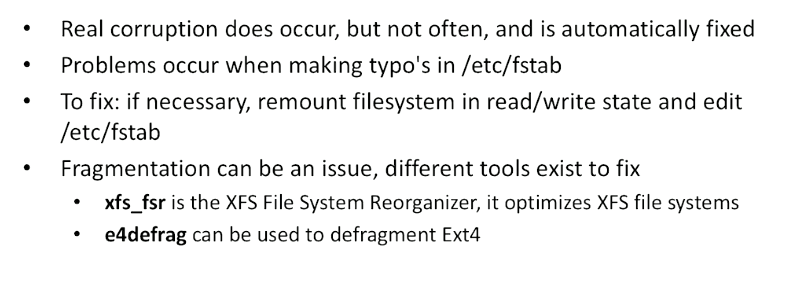 • Real corruption does occur, but not often, and is automatically fixed
• Problems occur when making typo's in /etc/fstab
• To fix: if necessary, remount filesystem in read/write state and edit
/etc/fstab
• Fragmentation can be an issue, different tools exist to fix
• xfs_fsr is the XFS File System Reorganizer, it optimizes XFS file systems
• e4defrag can be used to defragment Ext4